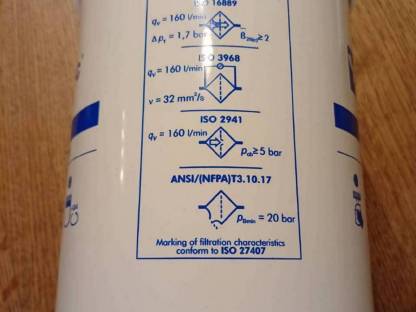 ISO 16889
qv = 160 l/min
Δpf = 1,7 bar
≥2
ISO 3968
qv = 160 l/min
v = 32 mm²/s
ISO 2941
qv = 160 l/min
≥5 bar
ANSI/(NFPA)T3.10.17
pBmin = 20 bar
Marking of filtration characteristics
conform to ISO 27407